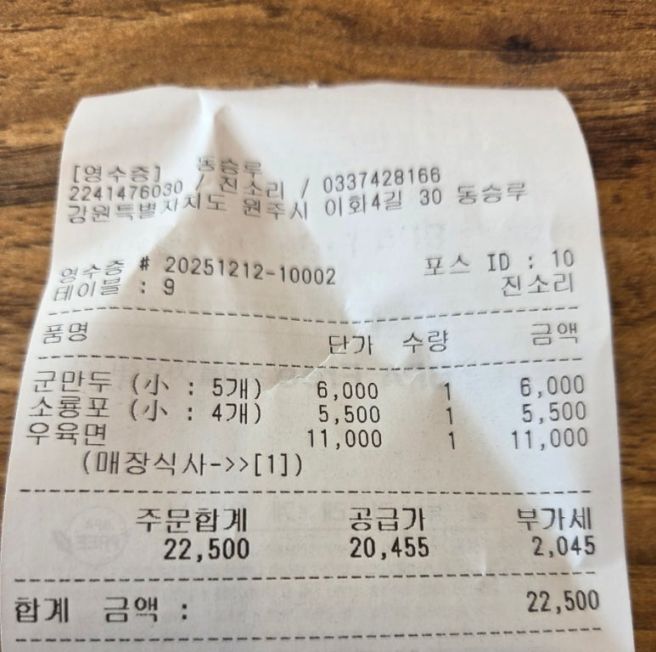 [영수증] 동승루
2241476030 / 진소리 / 0337428166
강원특별자치도 원주시 이화4길 30 동승루
영수증 # 20251212-10002 포스 ID : 10
테이블 : 9 진소리
품명 단가 수량 금액
군만두 (小 : 5개) 6,000 1 6,000
소룡포 (小 : 4개) 5,500 1 5,500
우육면 11,000 1 11,000
(매장식사->>[1])
주문합계 공급가 부가세
22,500 20,455 2,045
합계 금액 : 22,500